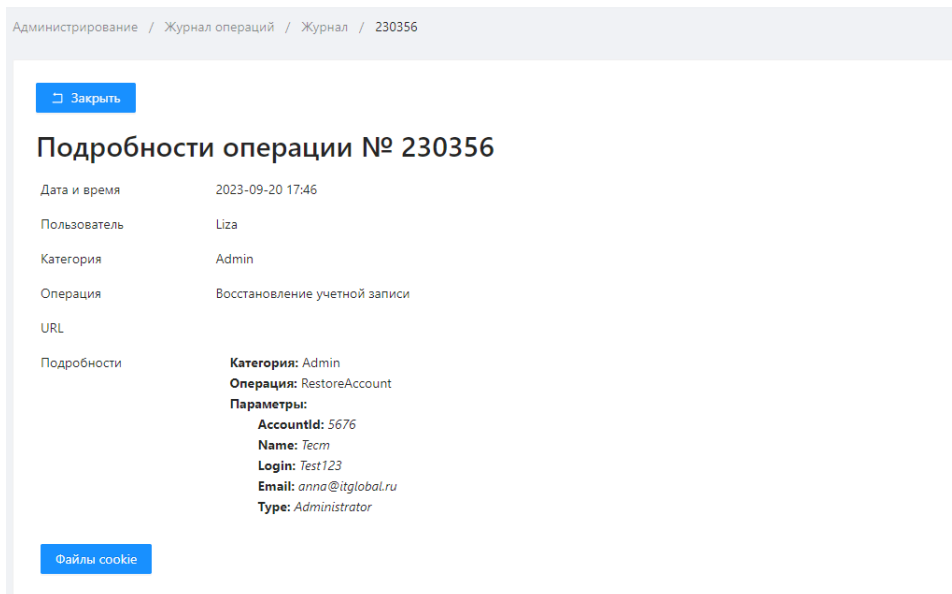 Администрирование / Журнал операций / Журнал / 230356
Закрыть
Подробности операции № 230356
Дата и время 2023-09-20 17:46
Пользователь Liza
Категория Admin
Операция Восстановление учетной записи
URL
Подробности Категория: Admin
Операция: RestoreAccount
Параметры:
AccountId: 5676
Name: Тест
Login: Test123
Email: anna@itglobal.ru
Type: Administrator
Файлы cookie